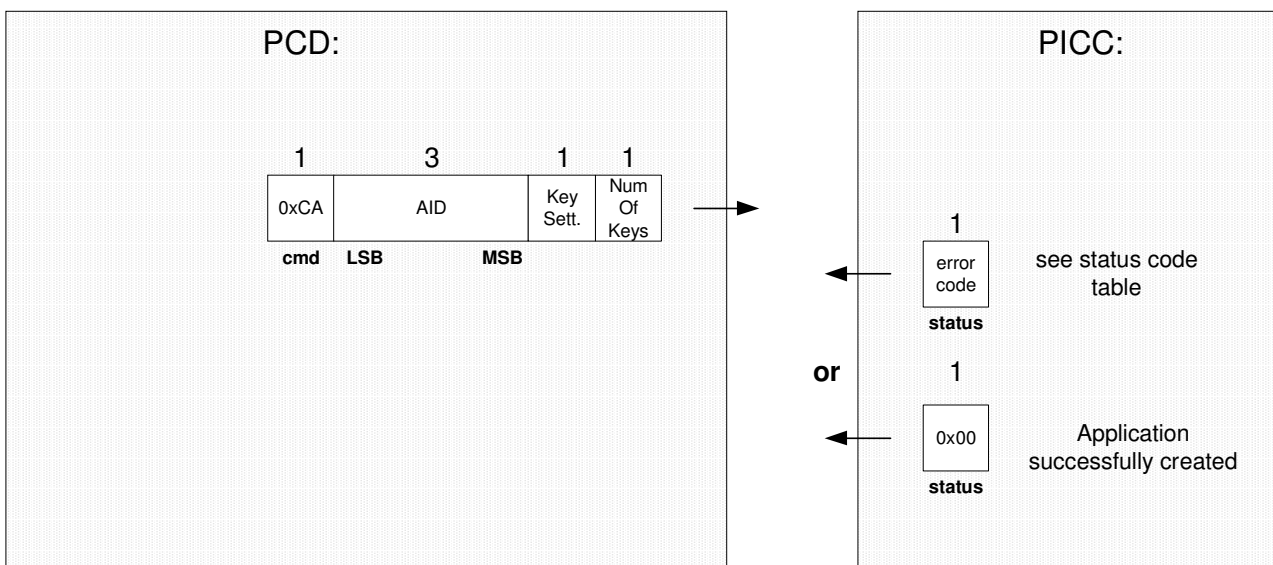 PCD:
PICC:
1 3 1 1
0xCA AID Key Sett. Num Of Keys
cmd LSB MSB
1
error
code
see status code
table
status
or 1
0x00
Application
successfully created
status